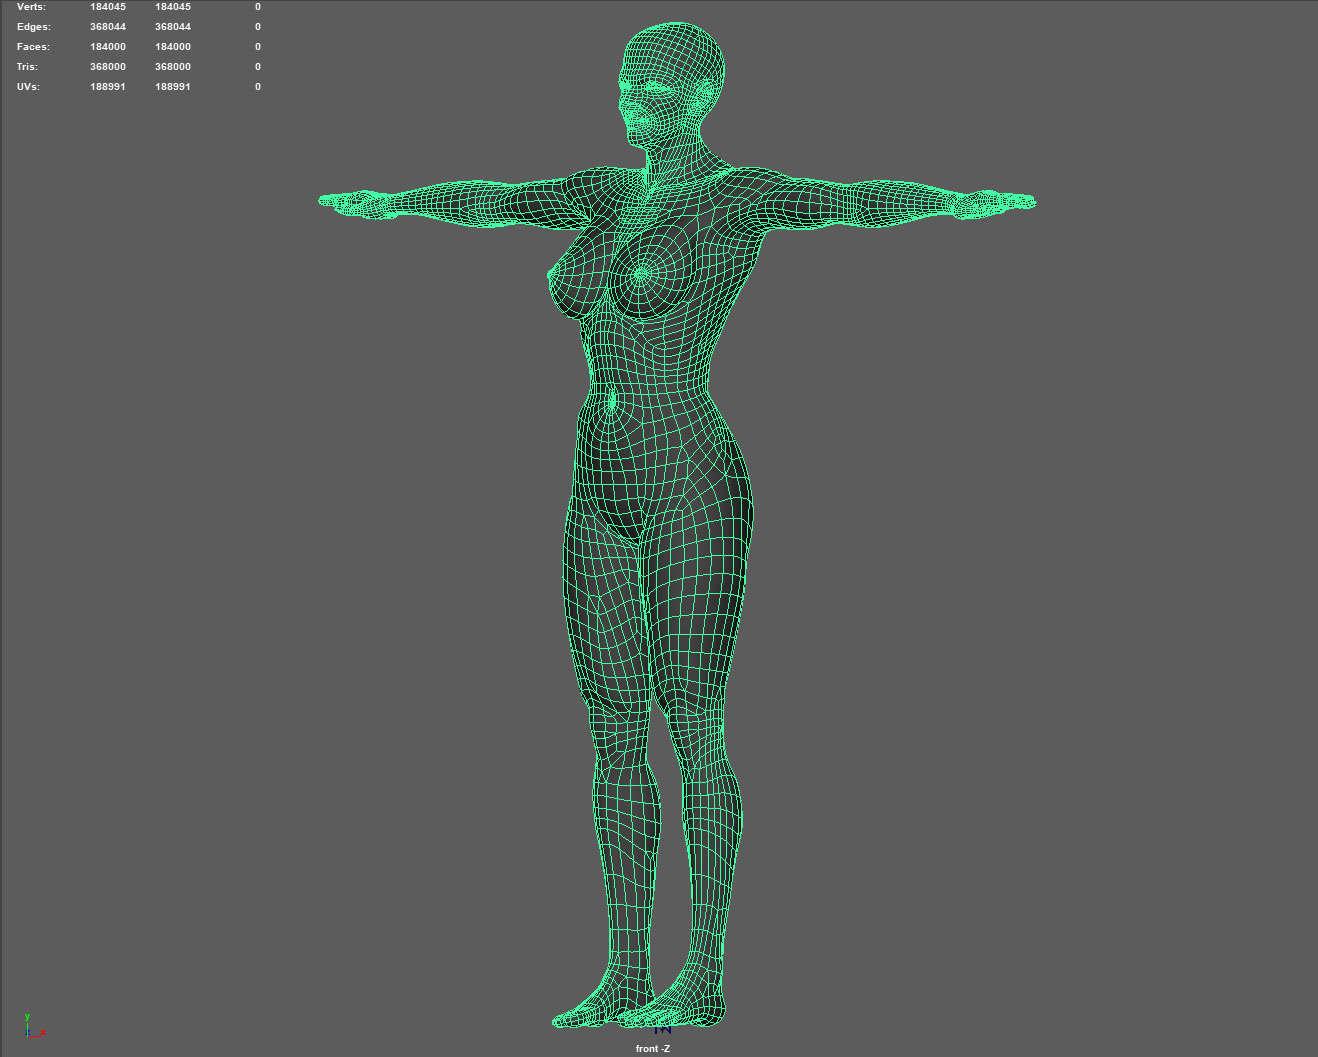 Verts: 184045 184045 0
Edges: 368044 368044 0
Faces: 184000 184000 0
Tris: 368000 368000 0
UVs: 188991 188991 0
y
z x
front -Z